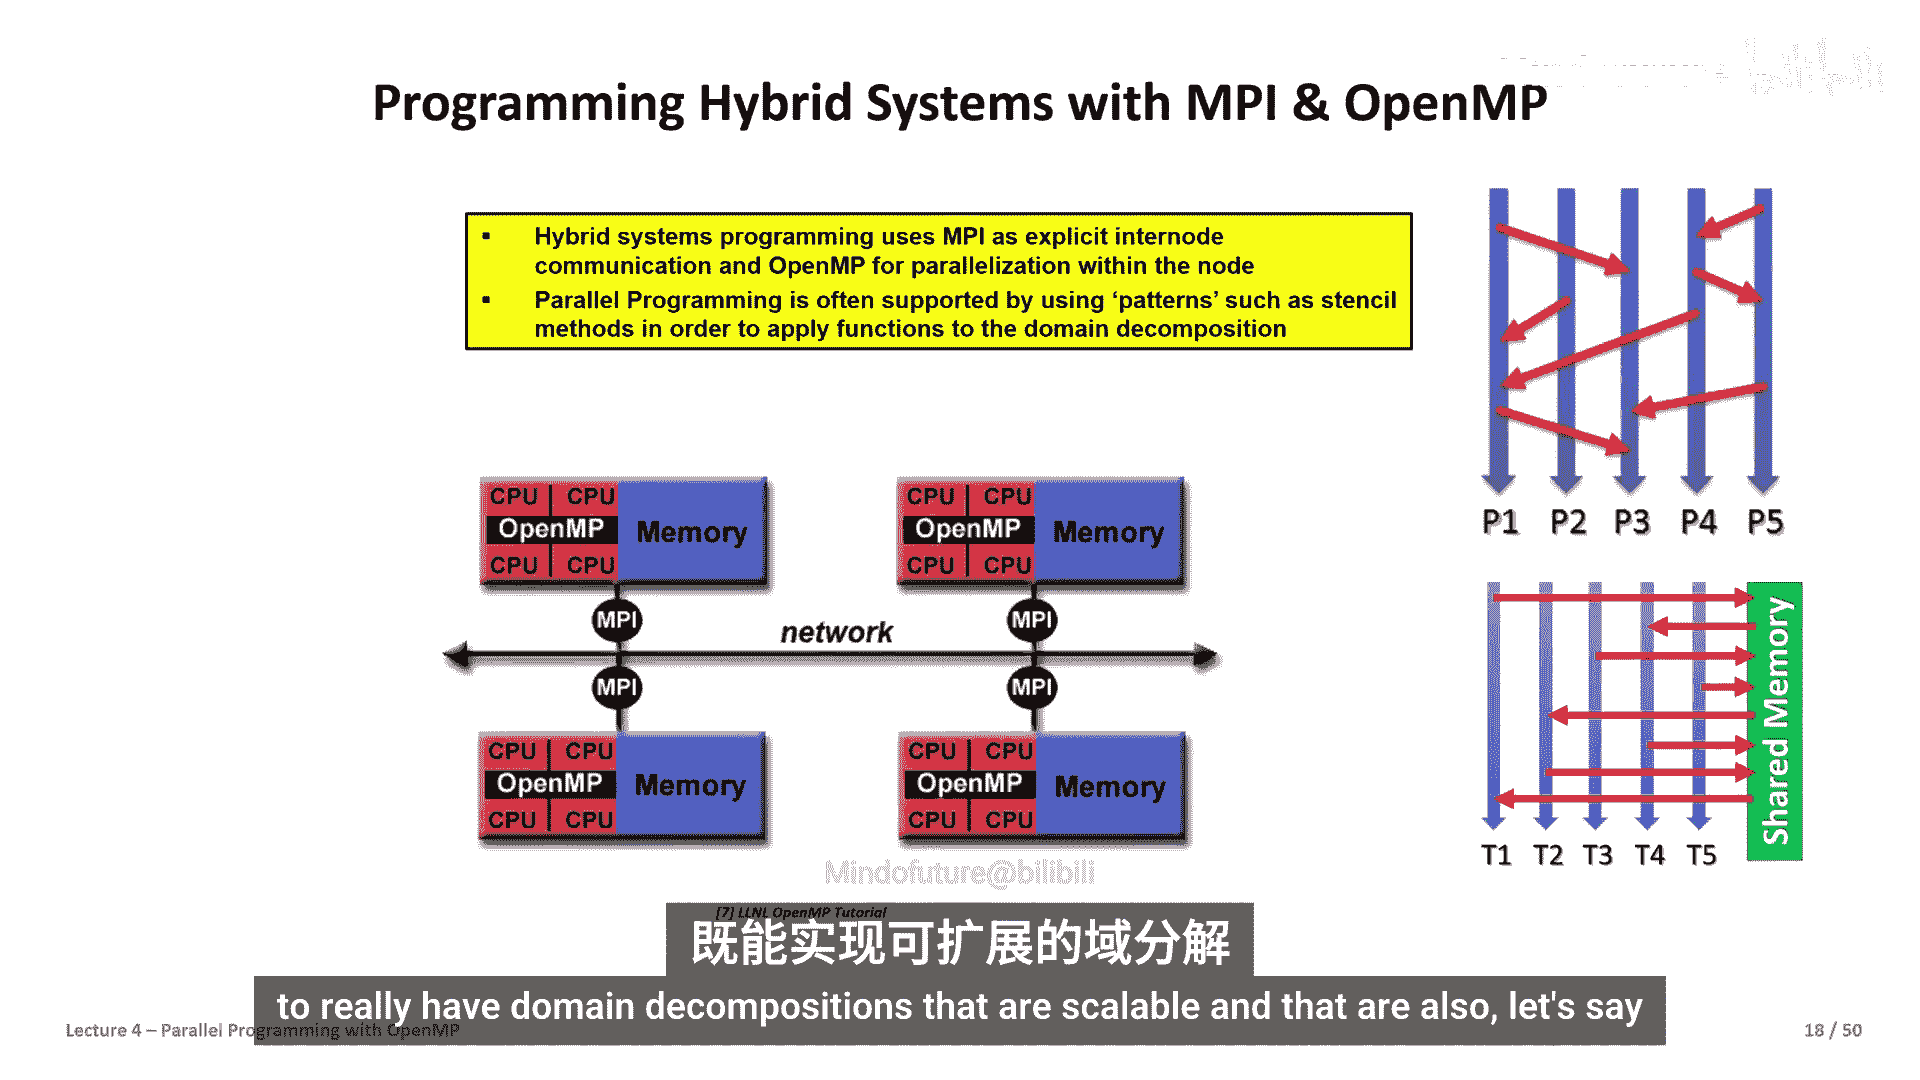 Programming Hybrid Systems with MPI & OpenMP
▪ Hybrid systems programming uses MPI as explicit internode
communication and OpenMP for parallelization within the node
▪ Parallel Programming is often supported by using ‘patterns’ such as stencil
methods in order to apply functions to the domain decomposition
P1 P2 P3 P4 P5
CPU CPU
OpenMP
CPU CPU
Memory
CPU CPU
OpenMP
CPU CPU
Memory
MPI
MPI
network
MPI
MPI
CPU CPU
OpenMP
CPU CPU
Memory
CPU CPU
OpenMP
CPU CPU
Memory
Shared Memory
T1 T2 T3 T4 T5
Mindofuture@bilibili
[7] LLNL OpenMP Tutorial
既能实现可扩展的域分解
to really have domain decompositions that are scalable and that are also, let's say
Lecture 4 – Parallel Programming with OpenMP
18 / 50